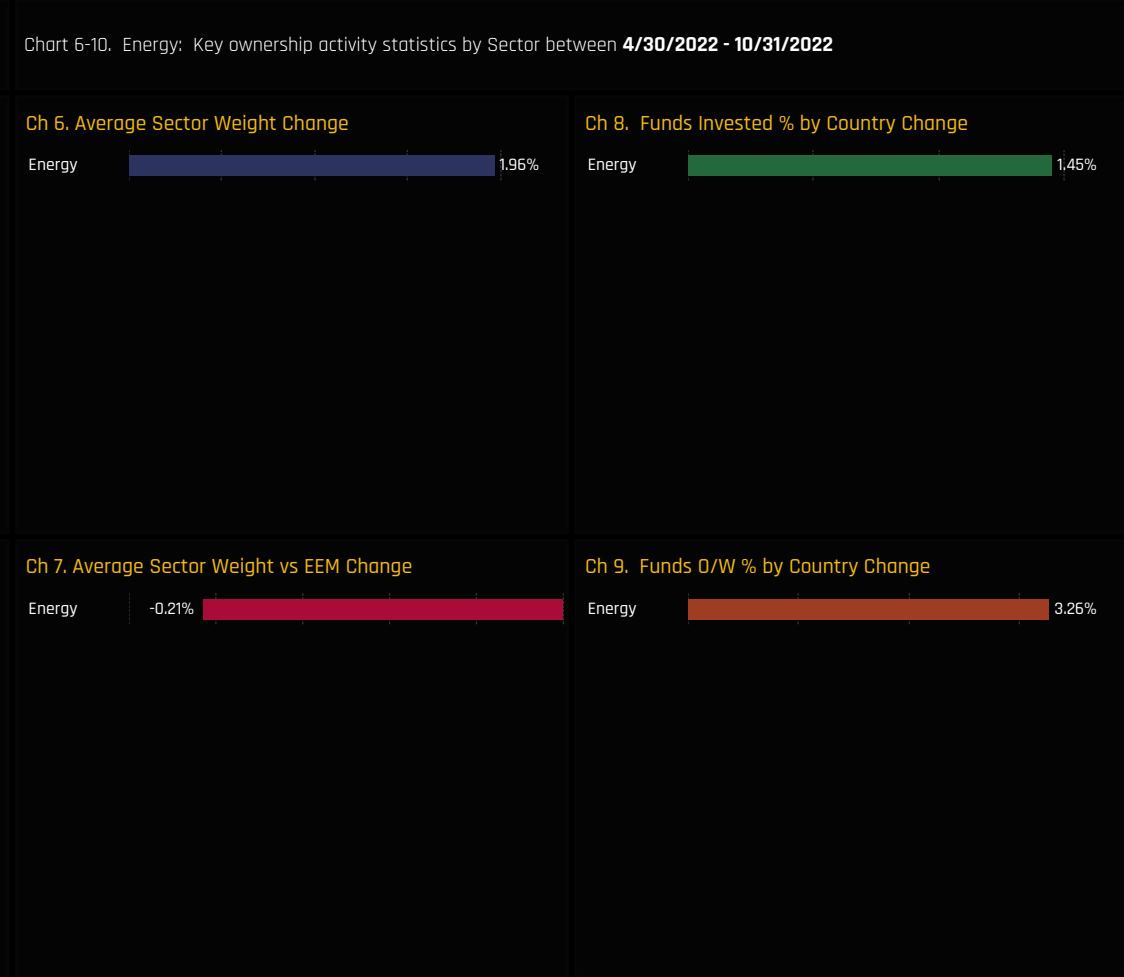 Chart 6-10. Energy: Key ownership activity statistics by Sector between 4/30/2022 - 10/31/2022
Ch 6. Average Sector Weight Change
Energy 1.96%
Ch 8. Funds Invested % by Country Change
Energy 1.45%
Ch 7. Average Sector Weight vs EEM Change
Energy -0.21%
Ch 9. Funds O/W % by Country Change
Energy 3.26%